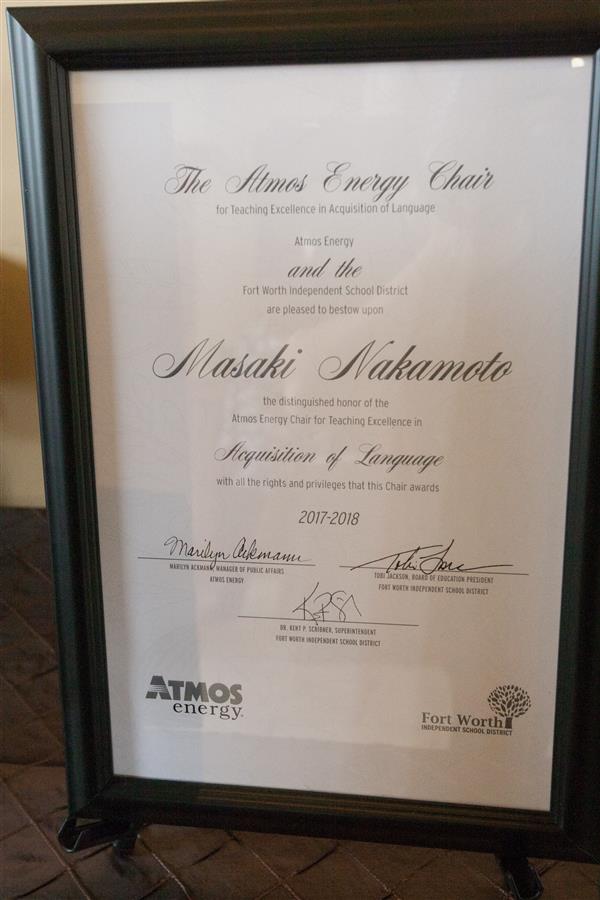 The Atmos Energy Chair
for Teaching Excellence in Acquisition of Language
Atmos Energy
and the
Fort Worth Independent School District
are pleased to bestow upon
Masaki Nakamoto
the distinguished honor of the
Atmos Energy Chair for Teaching Excellence in
Acquisition of Language
with all the rights and privileges that this Chair awards
2017-2018
Marilyn Ackmann
MARILYN ACKMANN, MANAGER OF PUBLIC AFFAIRS
ATMOS ENERGY
TOBI JACKSON, BOARD OF EDUCATION PRESIDENT
FORT WORTH INDEPENDENT SCHOOL DISTRICT
DR. KENT P. SCRIBNER, SUPERINTENDENT
FORT WORTH INDEPENDENT SCHOOL DISTRICT
ATMOS
energy.
Fort Worth
INDEPENDENT SCHOOL DISTRICT